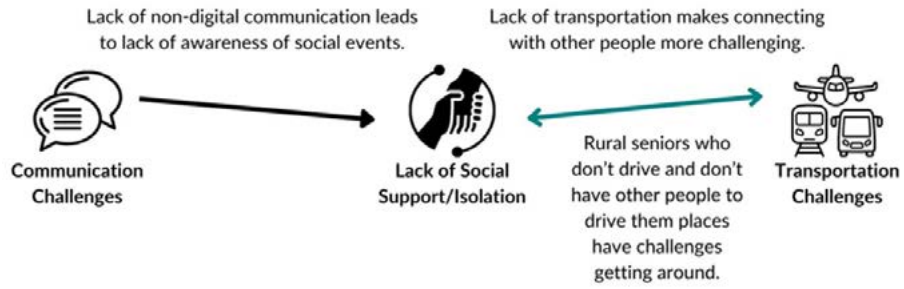 Lack of non-digital communication leads
to lack of awareness of social events.
Lack of transportation makes connecting
with other people more challenging.
Communication
Challenges
Lack of Social
Support/Isolation
Rural seniors who
don't drive and don't
have other people to
drive them places
have challenges
getting around.
Transportation
Challenges